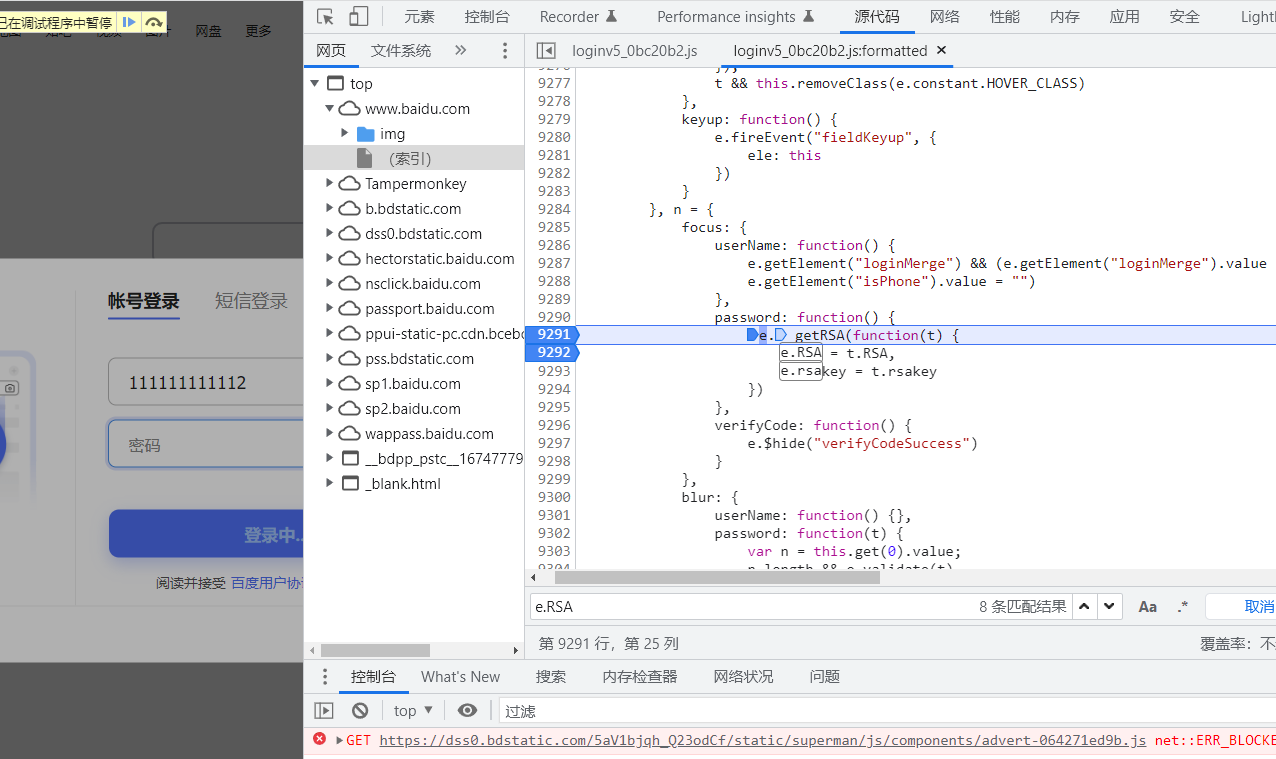 已在调试程序中暂停
网盘 更多
帐号登录 短信登录
111111111112
密码
登录中..
阅读并接受 百度用户协
元素 控制台 Recorder Performance insights 源代码 网络 性能 内存 应用 安全 Light
网页 文件系统
top
www.baidu.com
img
（索引）
Tampermonkey
b.bdstatic.com
dss0.bdstatic.com
hectorstatic.baidu.com
nsclick.baidu.com
passport.baidu.com
ppui-static-pc.cdn.bcebo
pss.bdstatic.com
sp1.baidu.com
sp2.baidu.com
wappass.baidu.com
__bdpp_pstc__16747779
_blank.html
loginv5_0bc20b2.js loginv5_0bc20b2.js:formatted ×
9276 });
9277 t && this.removeClass(e.constant.HOVER_CLASS)
9278 },
9279 keyup: function() {
9280 e.fireEvent("fieldKeyup", {
9281 ele: this
9282 })
9283 }
9284 }, n = {
9285 focus: {
9286 userName: function() {
9287 e.getElement("loginMerge") && (e.getElement("loginMerge").value
9288 e.getElement("isPhone").value = "")
9289 },
9290 password: function() {
9291 e. getRSA(function(t) {
9292 e.RSA = t.RSA,
9293 e.rsakey = t.rsakey
9294 })
9295 },
9296 verifyCode: function() {
9297 e.$hide("verifyCodeSuccess")
9298 }
9299 },
9300 blur: {
9301 userName: function() {},
9302 password: function(t) {
9303 var n = this.get(0).value;
9304 n.length && e.validate(t)
e.RSA 8 条匹配结果 Aa .* 取消
第 9291 行，第 25 列 覆盖率：不
控制台 What's New 搜索 内存检查器 网络状况 问题
top ▼ 过滤
GET https://dss0.bdstatic.com/5aV1bjqh_Q23odCf/static/superman/js/components/advert-064271ed9b.js net::ERR_BLOCKE